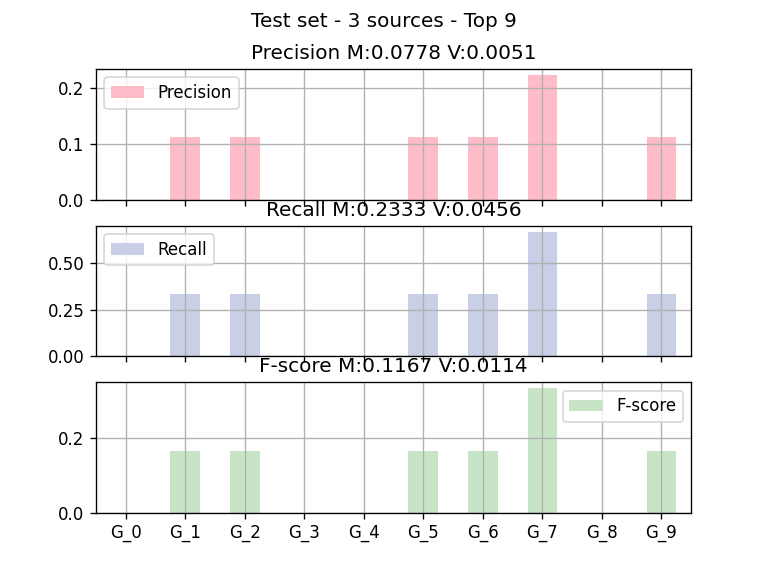 Test set - 3 sources - Top 9
Precision M:0.0778 V:0.0051
0.2
0.1
0.0
Precision
Recall M:0.2333 V:0.0456
0.50
0.25
0.00
Recall
F-score M:0.1167 V:0.0114
0.2
0.0
F-score
G_0 G_1 G_2 G_3 G_4 G_5 G_6 G_7 G_8 G_9